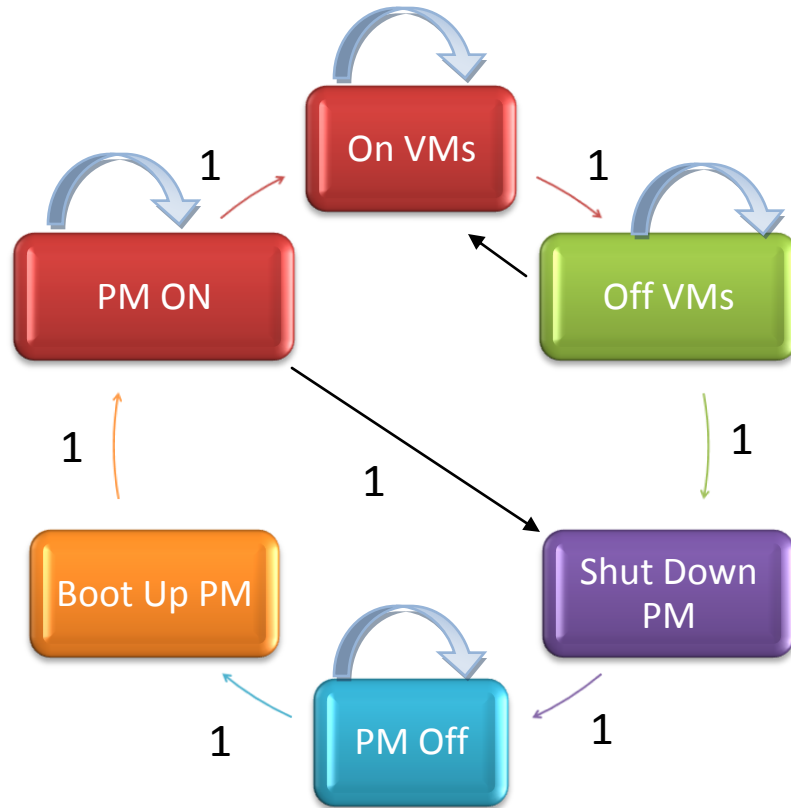 On VMs
1
1
PM ON
Off VMs
1
1
1
Boot Up PM
Shut Down
PM
PM Off
1
1